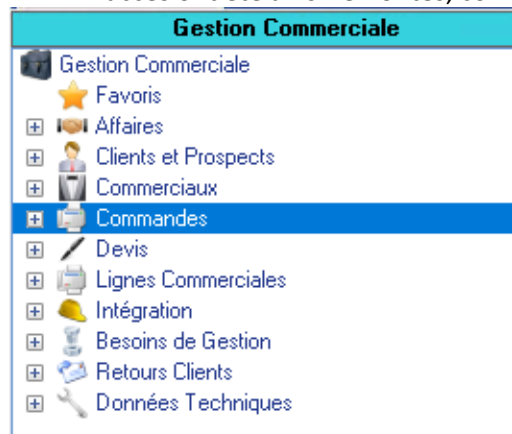 Gestion Commerciale
Gestion Commerciale
Favoris
Affaires
Clients et Prospects
Commerciaux
Commandes
Devis
Lignes Commerciales
Intégration
Besoins de Gestion
Retours Clients
Données Techniques